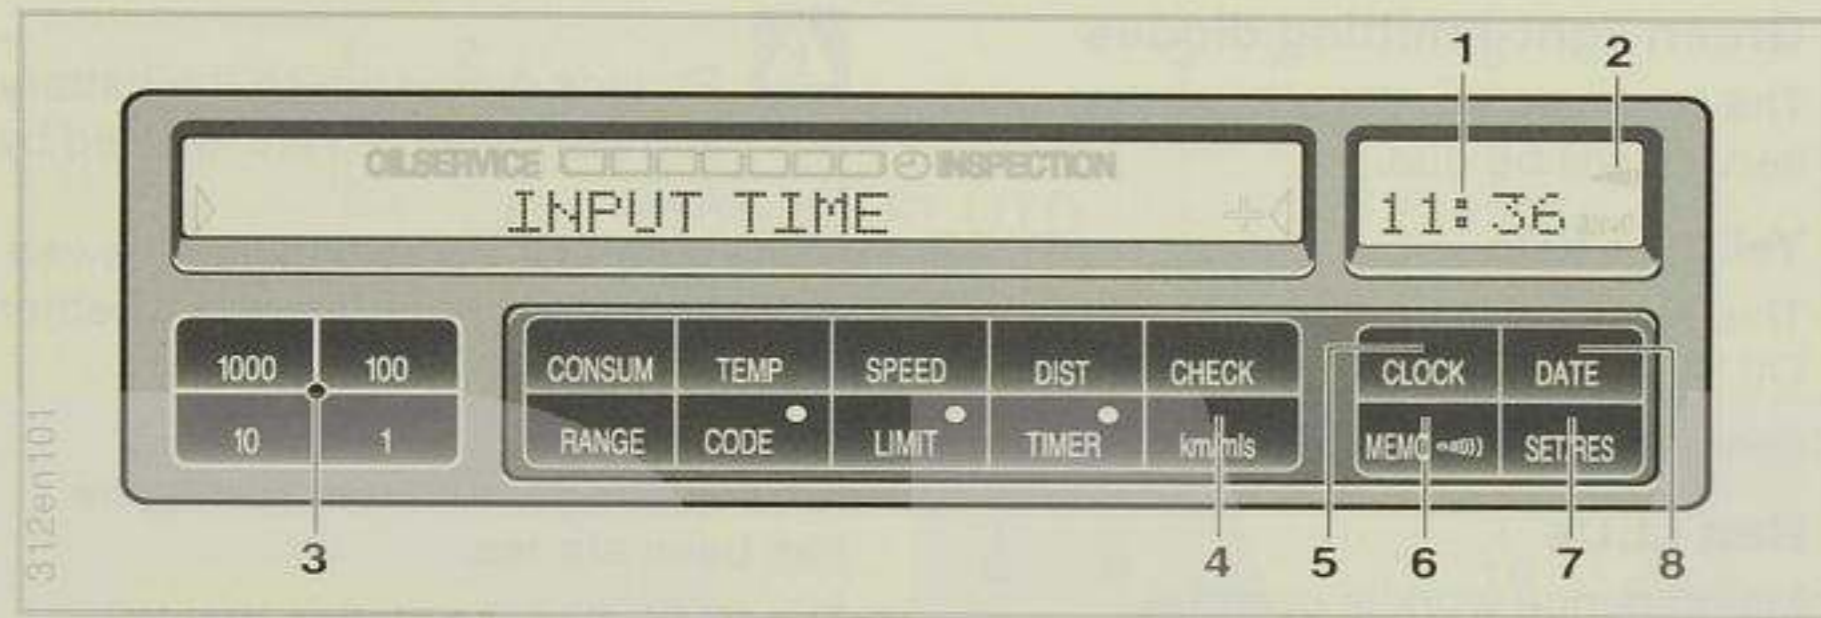 1 2
OILSERVICE INSPECTION
INPUT TIME 11:36
1000 100 CONSUM TEMP SPEED DIST CHECK CLOCK DATE
10 1 RANGE CODE LIMIT TIMER km/mls MEMO SET/RES
3 4 5 6 7 8
312en101